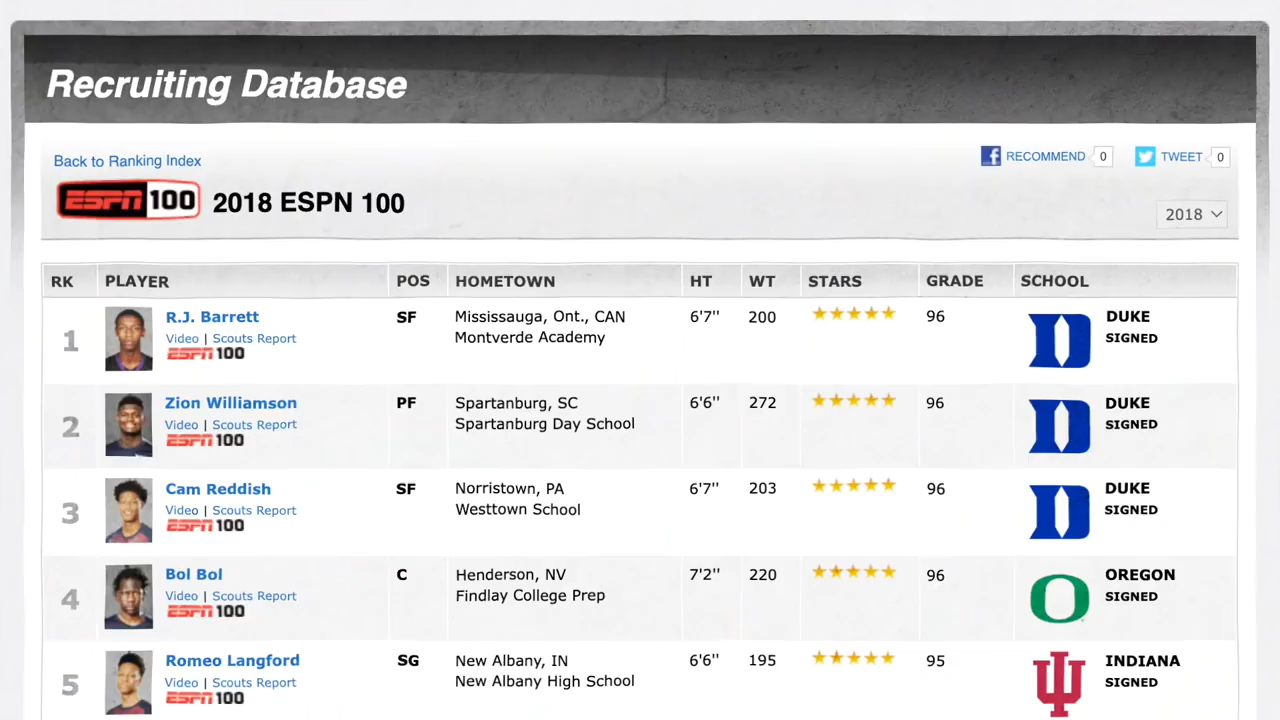 Recruiting Database
Back to Ranking Index
RECOMMEND 0 TWEET 0
ESPN 100 2018 ESPN 100
2018
RK PLAYER POS HOMETOWN HT WT STARS GRADE SCHOOL
1 R.J. Barrett SF Mississauga, Ont., CAN 6'7'' 200 96 DUKE
Video | Scouts Report Montverde Academy SIGNED
ESPN 100
2 Zion Williamson PF Spartanburg, SC 6'6'' 272 96 DUKE
Video | Scouts Report Spartanburg Day School SIGNED
ESPN 100
3 Cam Reddish SF Norristown, PA 6'7'' 203 96 DUKE
Video | Scouts Report Westtown School SIGNED
ESPN 100
4 Bol Bol C Henderson, NV 7'2'' 220 96 OREGON
Video | Scouts Report Findlay College Prep SIGNED
ESPN 100
5 Romeo Langford SG New Albany, IN 6'6'' 195 95 INDIANA
Video | Scouts Report New Albany High School SIGNED
ESPN 100